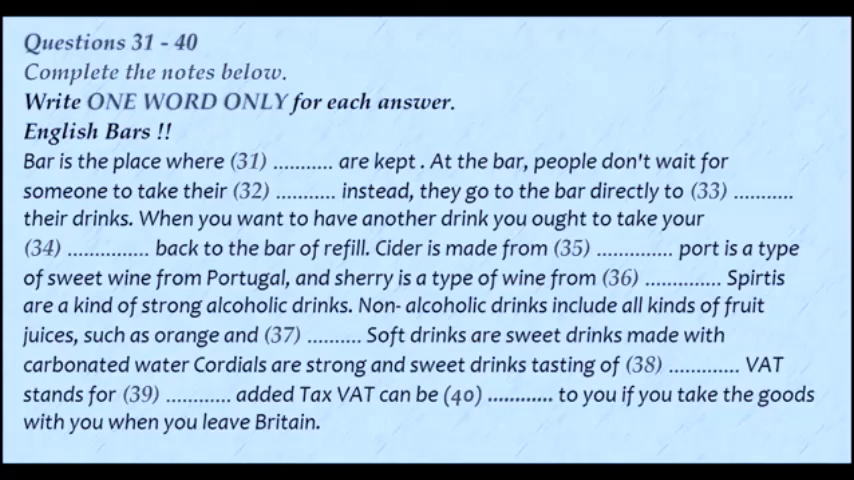 Questions 31 - 40
Complete the notes below.
Write ONE WORD ONLY for each answer.
English Bars !!
Bar is the place where (31) ........... are kept . At the bar, people don't wait for
someone to take their (32) ........... instead, they go to the bar directly to (33) ...........
their drinks. When you want to have another drink you ought to take your
(34) ............... back to the bar of refill. Cider is made from (35) .............. port is a type
of sweet wine from Portugal, and sherry is a type of wine from (36) .............. Spirtis
are a kind of strong alcoholic drinks. Non- alcoholic drinks include all kinds of fruit
juices, such as orange and (37) .......... Soft drinks are sweet drinks made with
carbonated water Cordials are strong and sweet drinks tasting of (38) ............. VAT
stands for (39) ............ added Tax VAT can be (40) ............ to you if you take the goods
with you when you leave Britain.